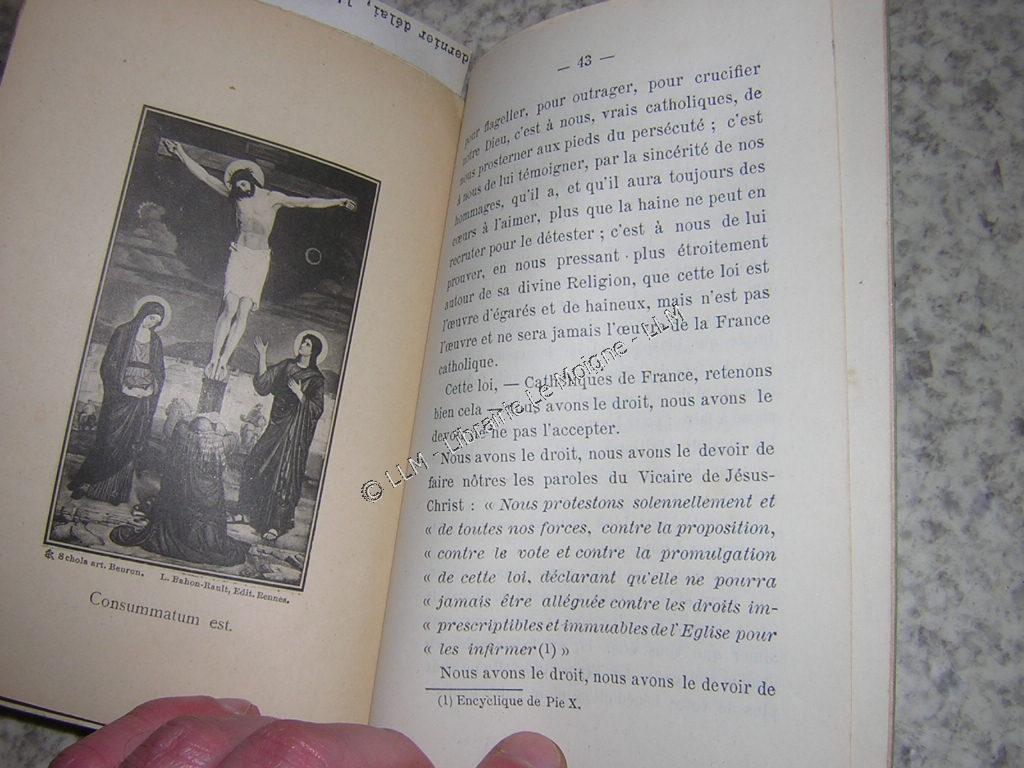 dernier délai,
✠ Schola art. Beuron. L. Bahon-Rault, Edit. Rennes.
Consummatum est.
— 43 —
pour flageller, pour outrager, pour crucifier
notre Dieu, c'est à nous, vrais catholiques, de
nous prosterner aux pieds du persécuté ; c'est
à nous de lui témoigner, par la sincérité de nos
hommages, qu'il a, et qu'il aura toujours des
cœurs à l'aimer, plus que la haine ne peut en
recruter pour le détester ; c'est à nous de lui
prouver, en nous pressant plus étroitement
autour de sa divine Religion, que cette loi est
l'œuvre d'égarés et de haineux, mais n'est pas
l'œuvre et ne sera jamais l'œuvre de la France
catholique.
Cette loi, — Catholiques de France, retenons
bien cela — nous avons le droit, nous avons le
devoir de ne pas l'accepter.
Nous avons le droit, nous avons le devoir de
faire nôtres les paroles du Vicaire de Jésus-
Christ : « Nous protestons solennellement et
« de toutes nos forces, contre la proposition,
« contre le vote et contre la promulgation
« de cette loi, déclarant qu'elle ne pourra
« jamais être alléguée contre les droits im-
« prescriptibles et immuables de l'Eglise pour
« les infirmer (1) »
Nous avons le droit, nous avons le devoir de
(1) Encyclique de Pie X.
© LLM - Librairie Le Moigne - LLM